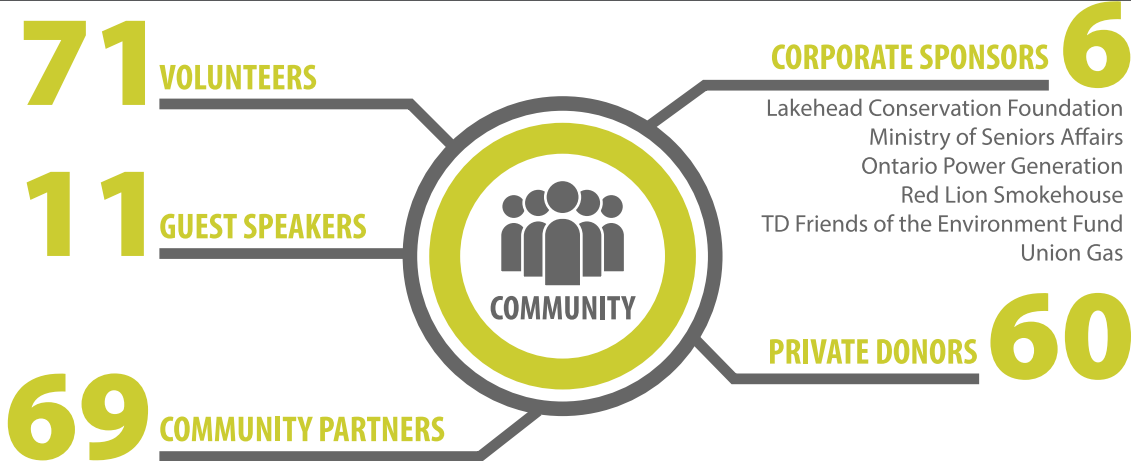 71 VOLUNTEERS
11 GUEST SPEAKERS
69 COMMUNITY PARTNERS
COMMUNITY
CORPORATE SPONSORS 6
Lakehead Conservation Foundation
Ministry of Seniors Affairs
Ontario Power Generation
Red Lion Smokehouse
TD Friends of the Environment Fund
Union Gas
PRIVATE DONORS 60